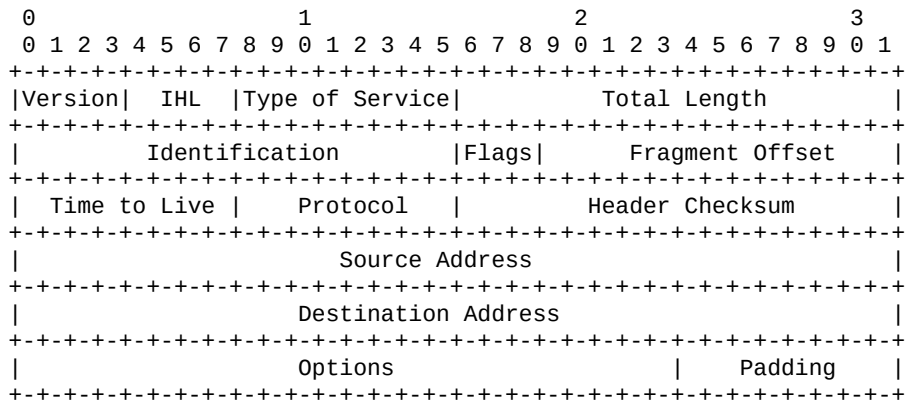 0                   1                   2                   3
 0 1 2 3 4 5 6 7 8 9 0 1 2 3 4 5 6 7 8 9 0 1 2 3 4 5 6 7 8 9 0 1
+-+-+-+-+-+-+-+-+-+-+-+-+-+-+-+-+-+-+-+-+-+-+-+-+-+-+-+-+-+-+-+-+
|Version|  IHL  |Type of Service|          Total Length         |
+-+-+-+-+-+-+-+-+-+-+-+-+-+-+-+-+-+-+-+-+-+-+-+-+-+-+-+-+-+-+-+-+
|         Identification        |Flags|      Fragment Offset    |
+-+-+-+-+-+-+-+-+-+-+-+-+-+-+-+-+-+-+-+-+-+-+-+-+-+-+-+-+-+-+-+-+
|  Time to Live |    Protocol   |         Header Checksum       |
+-+-+-+-+-+-+-+-+-+-+-+-+-+-+-+-+-+-+-+-+-+-+-+-+-+-+-+-+-+-+-+-+
|                       Source Address                          |
+-+-+-+-+-+-+-+-+-+-+-+-+-+-+-+-+-+-+-+-+-+-+-+-+-+-+-+-+-+-+-+-+
|                    Destination Address                        |
+-+-+-+-+-+-+-+-+-+-+-+-+-+-+-+-+-+-+-+-+-+-+-+-+-+-+-+-+-+-+-+-+
|                    Options                    |    Padding    |
+-+-+-+-+-+-+-+-+-+-+-+-+-+-+-+-+-+-+-+-+-+-+-+-+-+-+-+-+-+-+-+-+